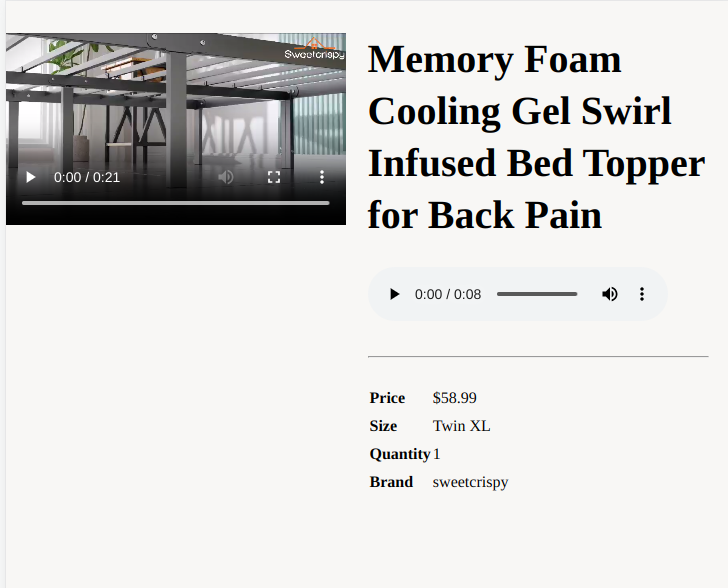 Sweetcrispy
0:00 / 0:21
Memory Foam
Cooling Gel Swirl
Infused Bed Topper
for Back Pain
0:00 / 0:08
Price $58.99
Size Twin XL
Quantity 1
Brand sweetcrispy